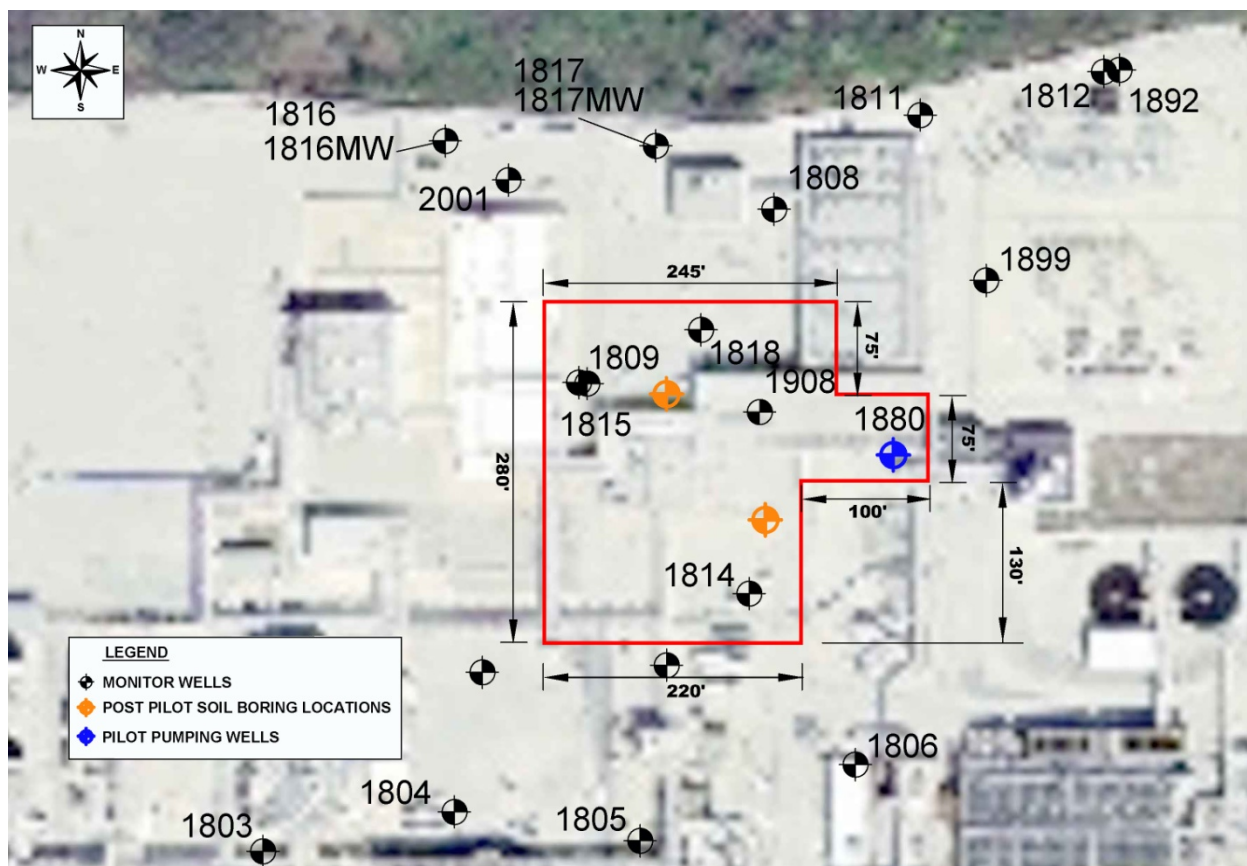 N
W E
S
1817
1817MW
1816
1816MW
2001
1811
1812
1892
1808
1899
245'
75'
1809
1818
1908
1815
1880
75'
280'
100'
130'
1814
220'
LEGEND
MONITOR WELLS
POST PILOT SOIL BORING LOCATIONS
PILOT PUMPING WELLS
1806
1804
1805
1803